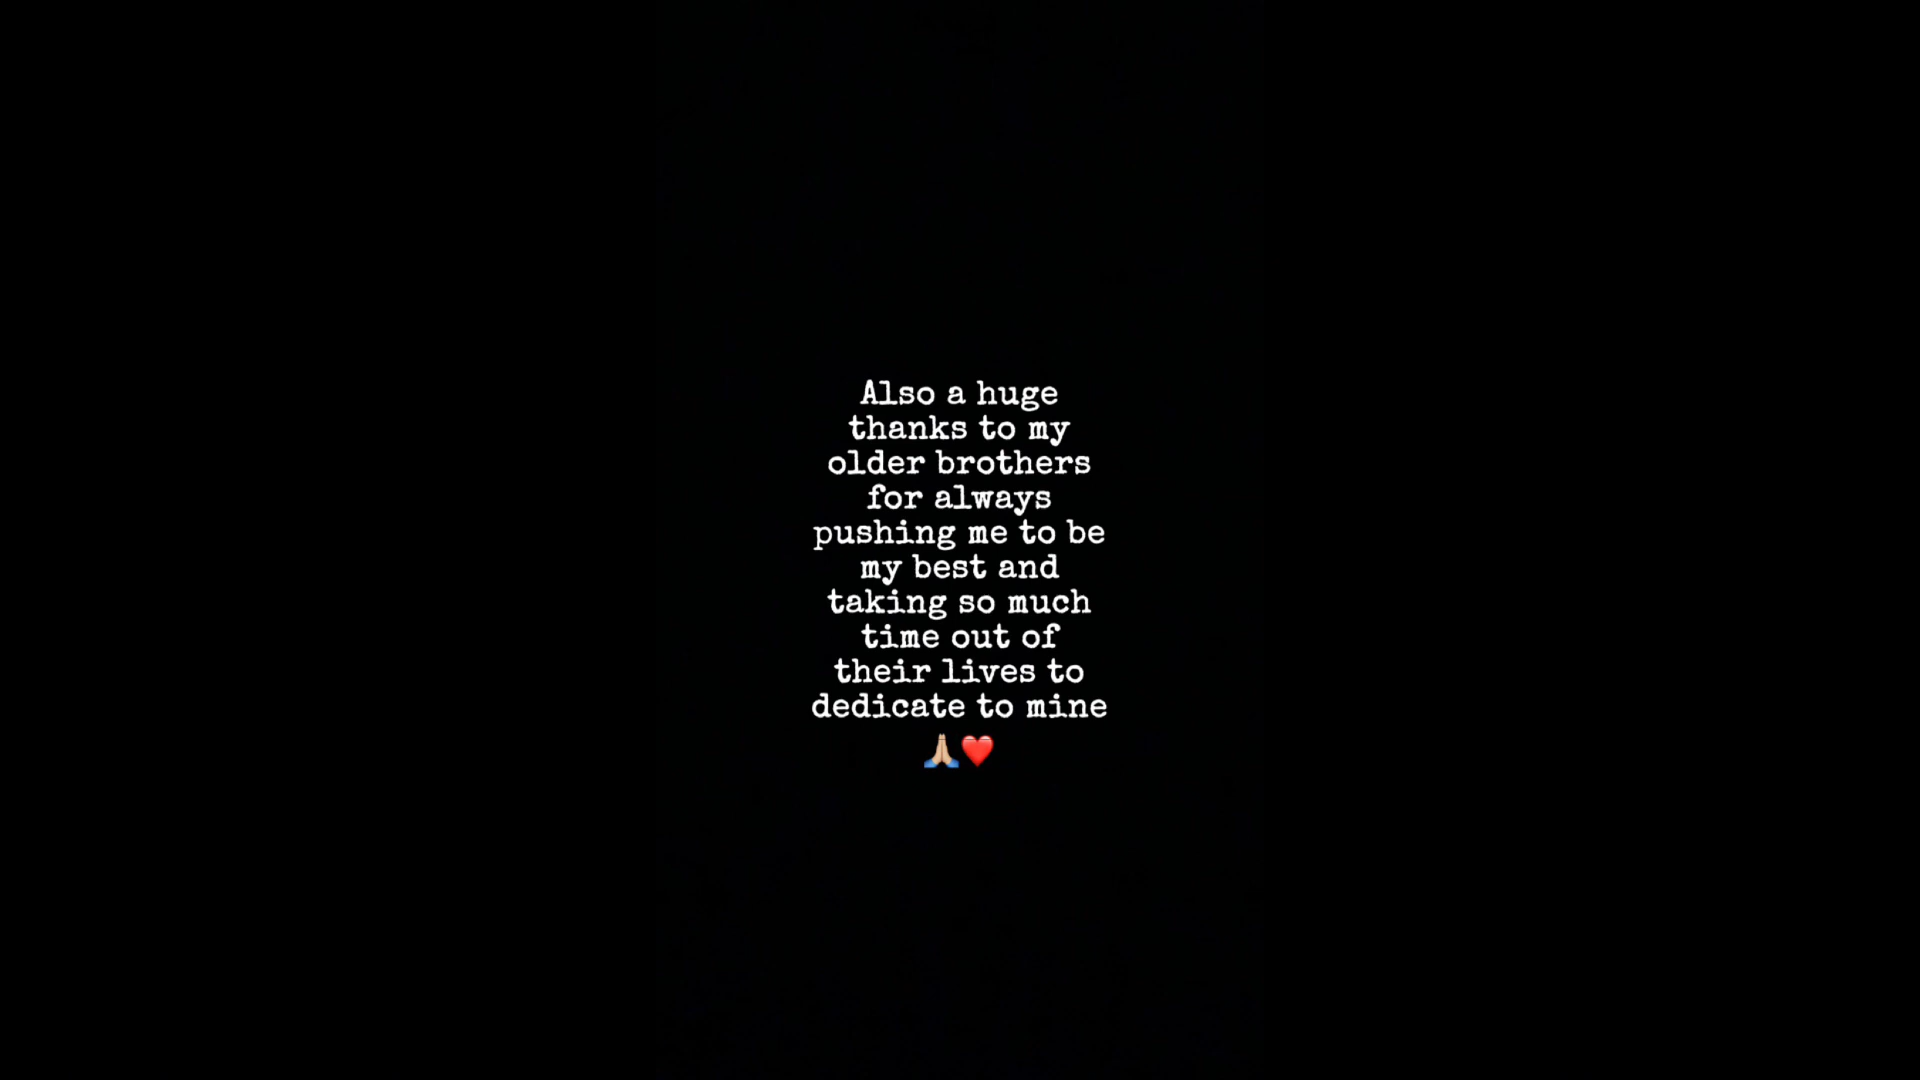 Also a huge
thanks to my
older brothers
for always
pushing me to be
my best and
taking so much
time out of
their lives to
dedicate to mine
🙏🏼❤️